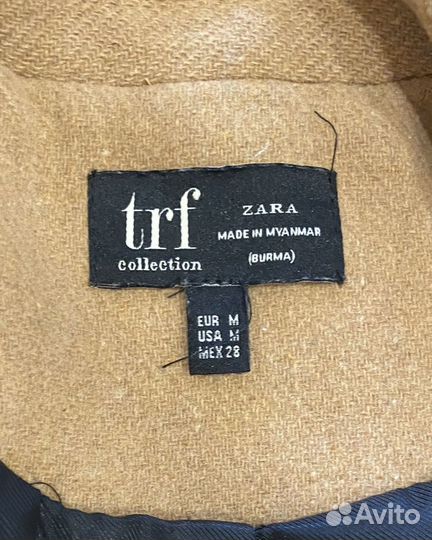 trf
collection
ZARA
MADE IN MYANMAR
(BURMA)
EUR M
USA M
MEX 28
Avito